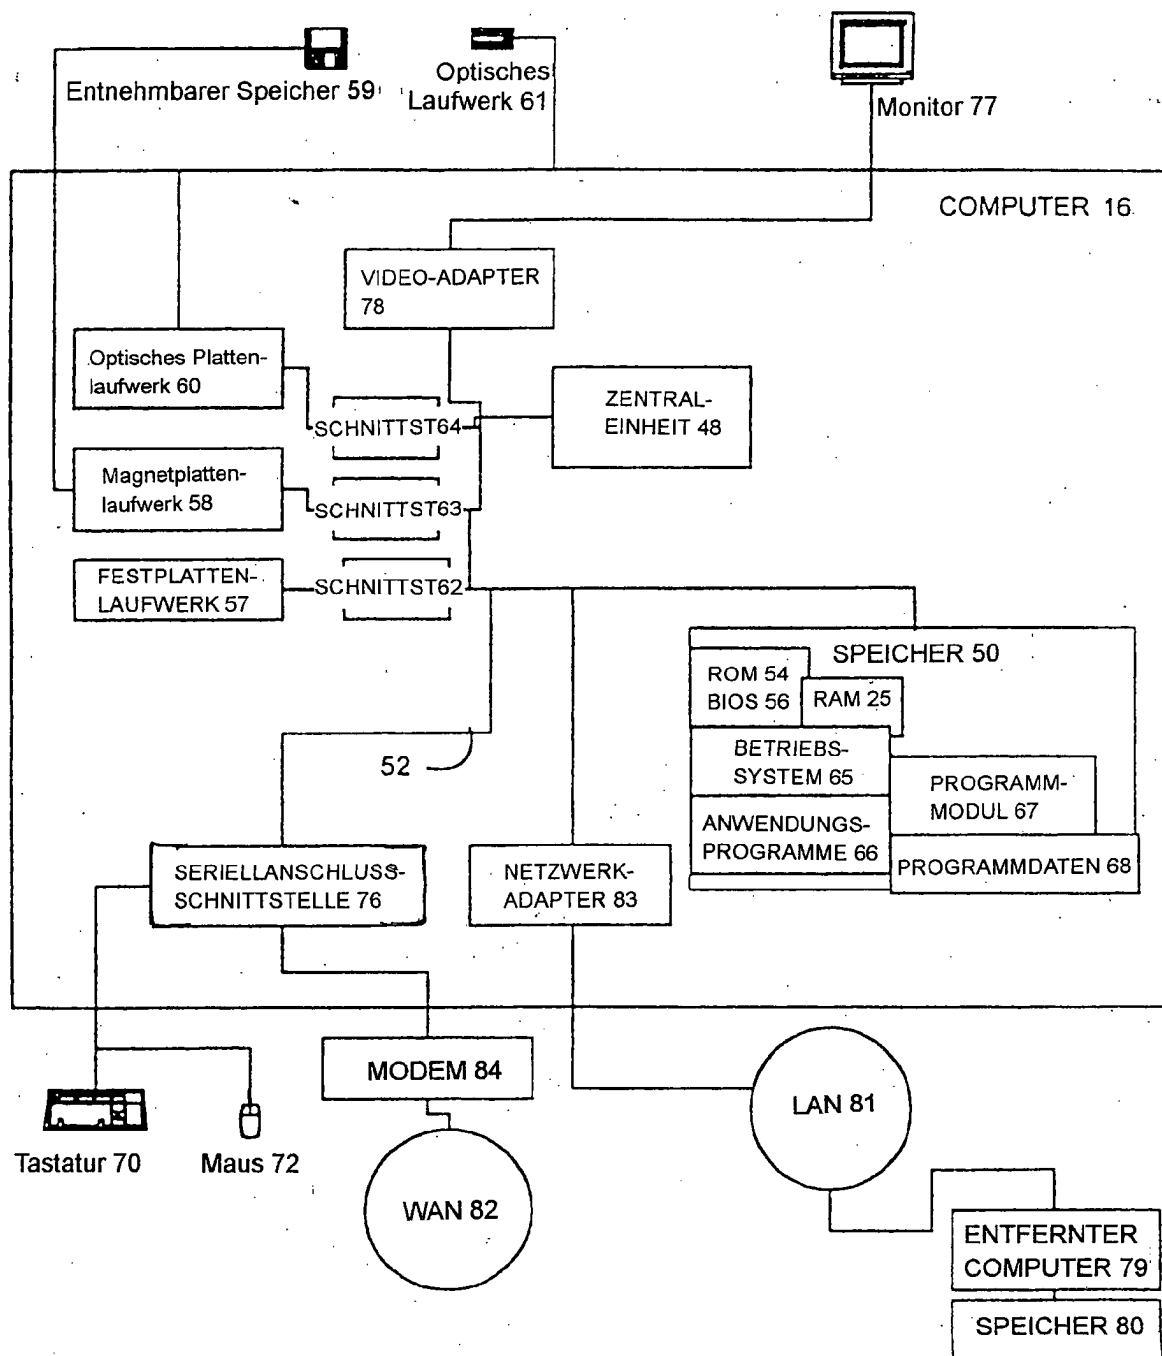 Entnehmbarer Speicher 59
Optisches
Laufwerk 61
Monitor 77
COMPUTER 16
VIDEO-ADAPTER
78
Optisches Platten-
laufwerk 60
SCHNITTST64
ZENTRAL-
EINHEIT 48
Magnetplatten-
laufwerk 58
SCHNITTST63
FESTPLATTEN-
LAUFWERK 57
SCHNITTST62
SPEICHER 50
ROM 54
BIOS 56
RAM 25
BETRIEBS-
SYSTEM 65
PROGRAMM-
MODUL 67
ANWENDUNGS-
PROGRAMME 66
PROGRAMMDATEN 68
52
SERIELLANSCHLUSS-
SCHNITTSTELLE 76
NETZWERK-
ADAPTER 83
MODEM 84
LAN 81
Tastatur 70
Maus 72
WAN 82
ENTFERNTER
COMPUTER 79
SPEICHER 80